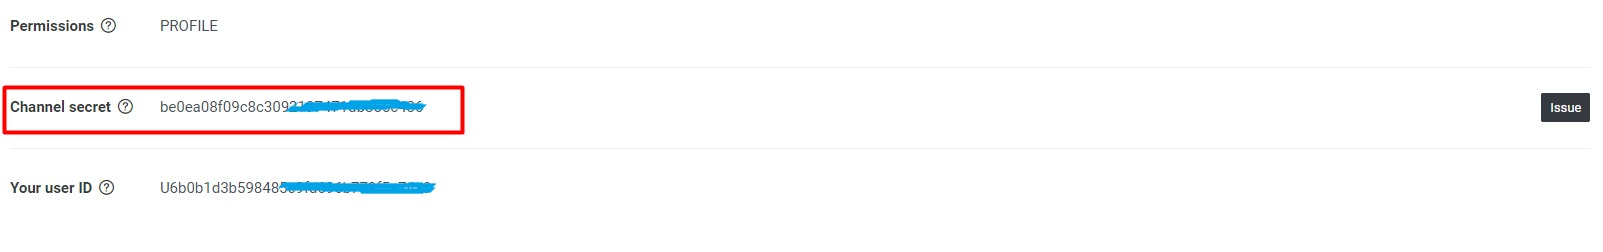 Permissions ? PROFILE
Channel secret ? be0ea08f09c8c309
Issue
Your user ID ? U6b0b1d3b59848